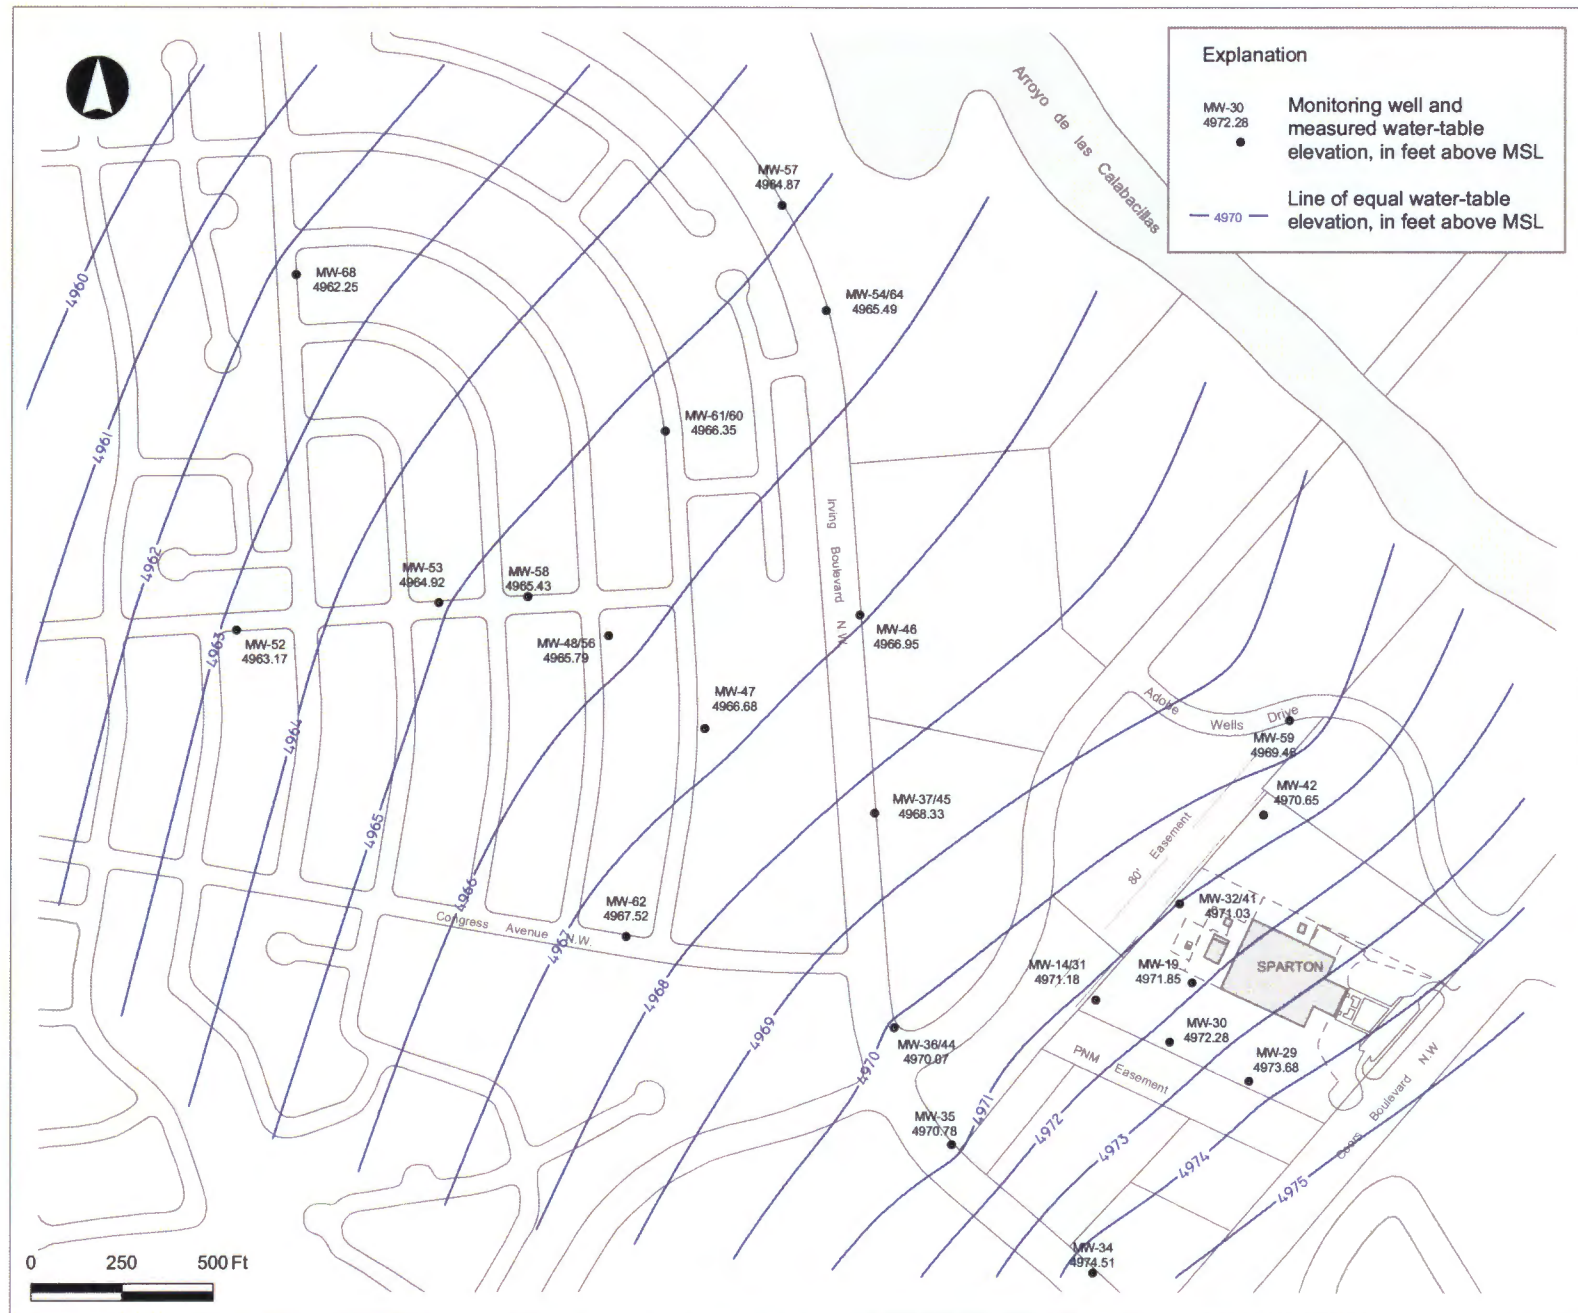 Explanation
MW-30
4972.28
Monitoring well and
measured water-table
elevation, in feet above MSL
4970
Line of equal water-table
elevation, in feet above MSL
Arroyo de las Calabacillas
MW-57
4964.87
MW-68
4962.25
4960
MW-54/64
4965.49
MW-61/60
4966.35
4961
Irving Boulevard N.W.
4962
MW-53
4964.92
MW-58
4965.43
MW-52
4963.17
4963
MW-48/56
4965.79
MW-46
4966.95
MW-47
4966.68
4964
Adobe Wells Drive
MW-59
4969.48
MW-42
4970.65
MW-37/45
4968.33
4965
80' Easement
4966
MW-62
4967.52
Congress Avenue N.W.
4967
MW-32/41
4971.03
MW-14/31
4971.18
MW-19
4971.85
SPARTON
4968
4969
MW-36/44
4970.07
MW-30
4972.28
MW-29
4973.68
PNM Easement
4970
MW-35
4970.78
4971
4972
4973
4974
4975
Coors Boulevard N.W
MW-34
4974.51
0 250 500 Ft